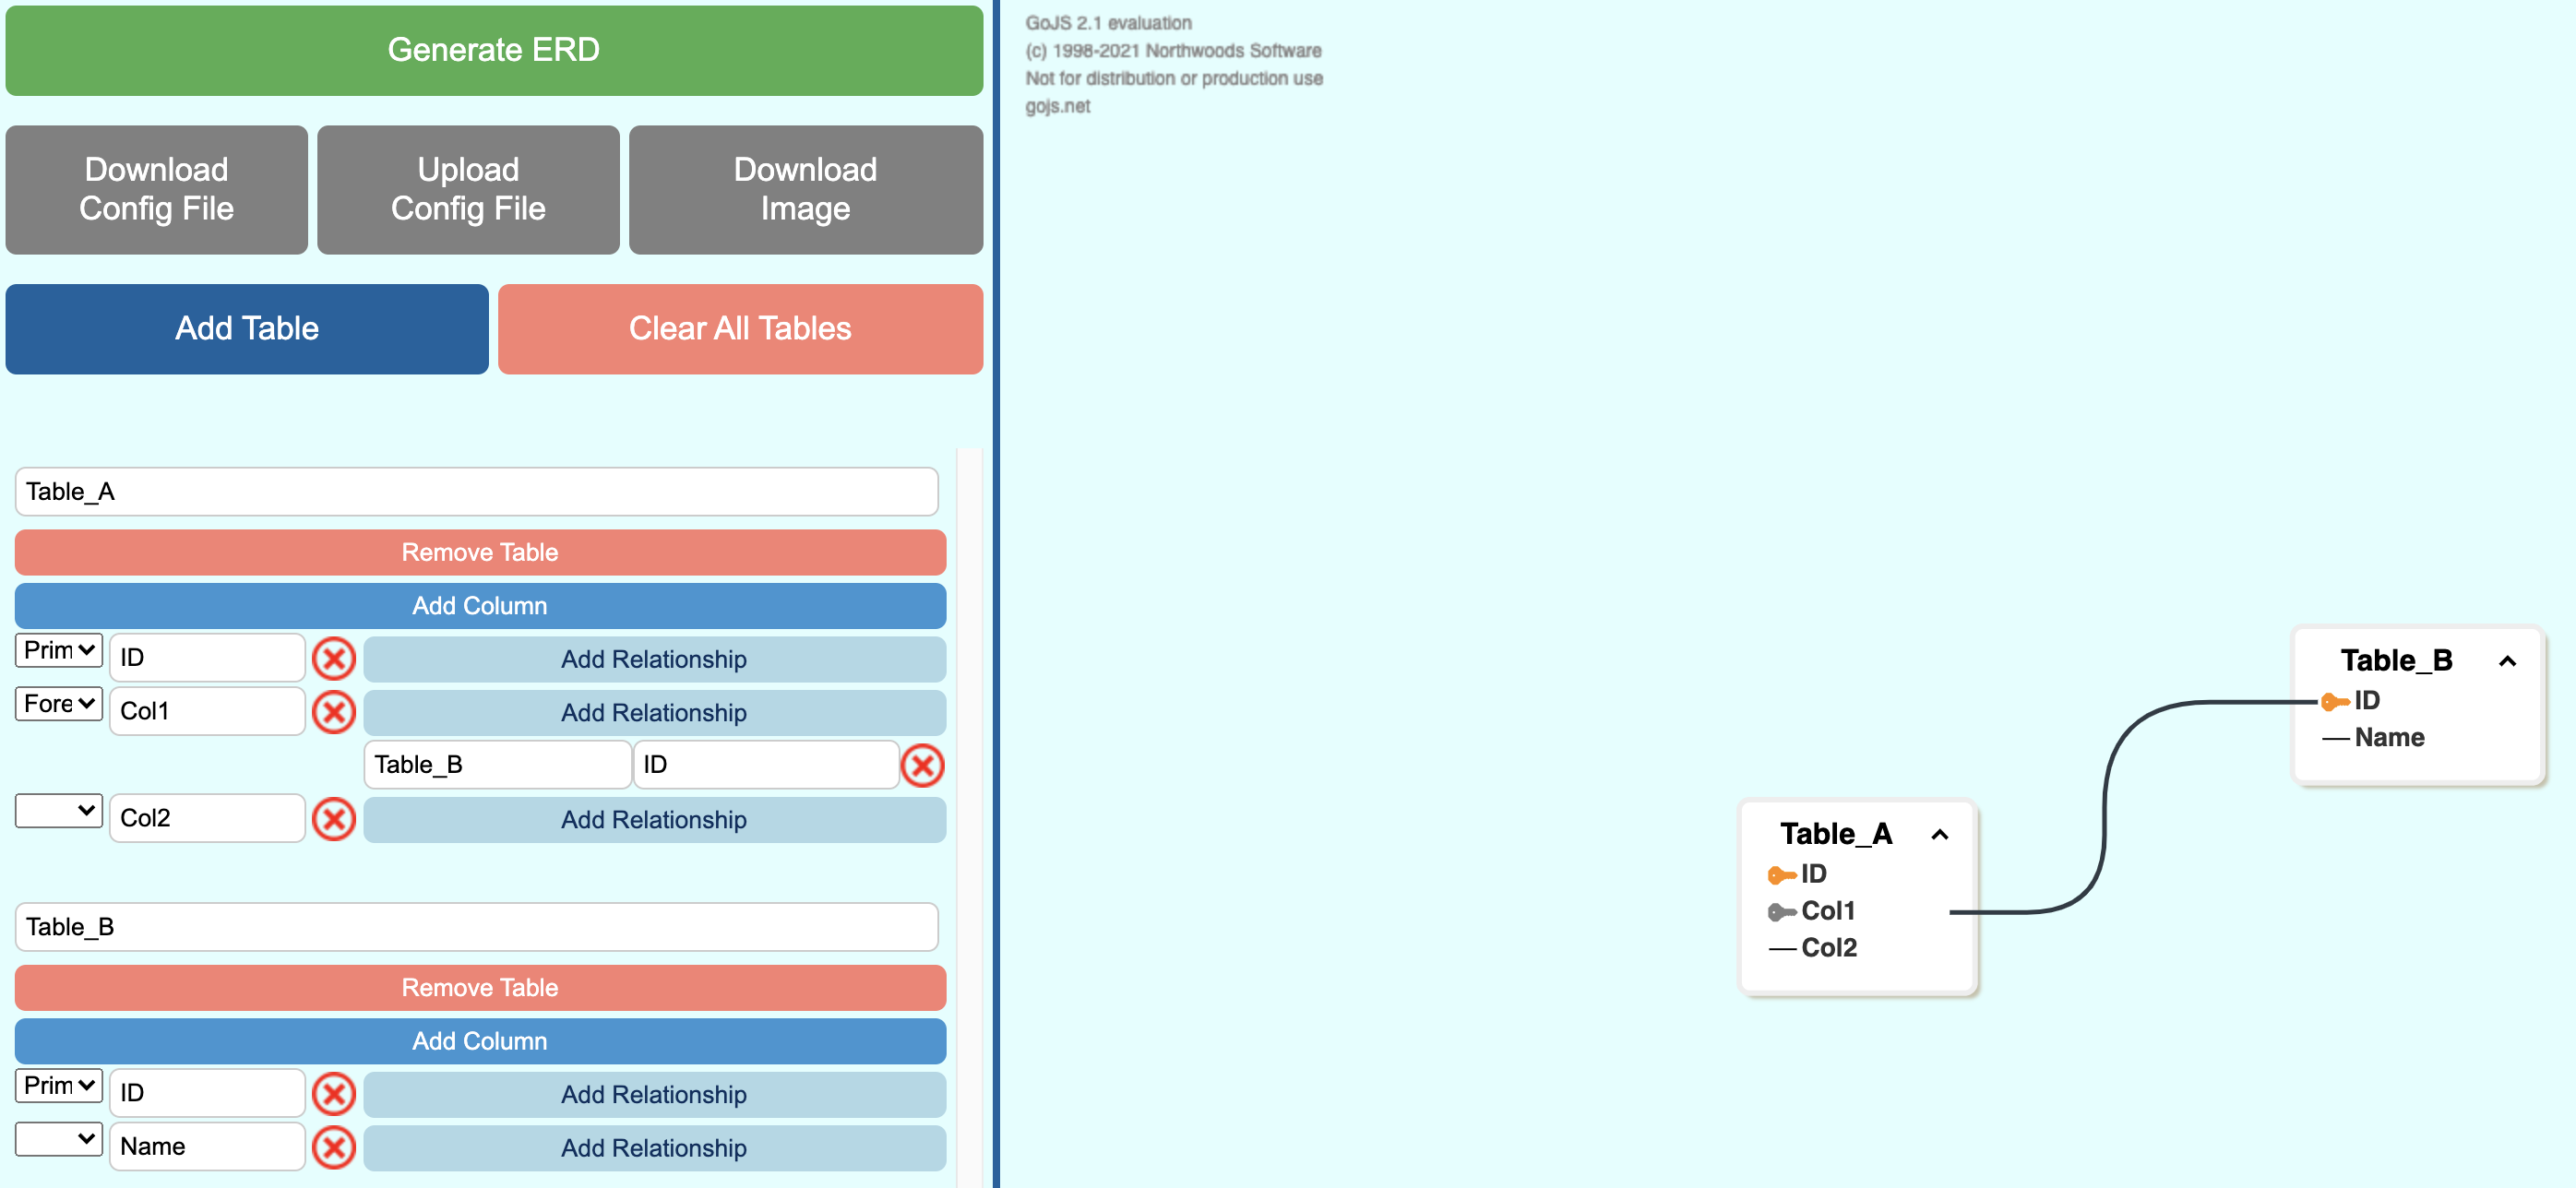 Generate ERD
Download
Config File
Upload
Config File
Download
Image
Add Table
Clear All Tables
Table_A
Remove Table
Add Column
Prim
ID
Add Relationship
Fore
Col1
Add Relationship
Table_B
ID
Col2
Add Relationship
Table_B
Remove Table
Add Column
Prim
ID
Add Relationship
Name
Add Relationship
GoJS 2.1 evaluation
(c) 1998-2021 Northwoods Software
Not for distribution or production use
gojs.net
Table_A
ID
Col1
Col2
Table_B
ID
Name